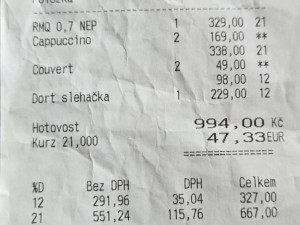 RMQ 0,7 NEP 1 329,00 21
Cappuccino 2 169,00 **
338,00 21
Couvert 2 49,00 **
98,00 12
Dort slehačka 1 229,00 12
Hotovost 994,00 Kč
Kurz 21,000 47,33EUR
================
%D Bez DPH DPH Celkem
12 291,96 35,04 327,00
21 551,24 115,76 667,00